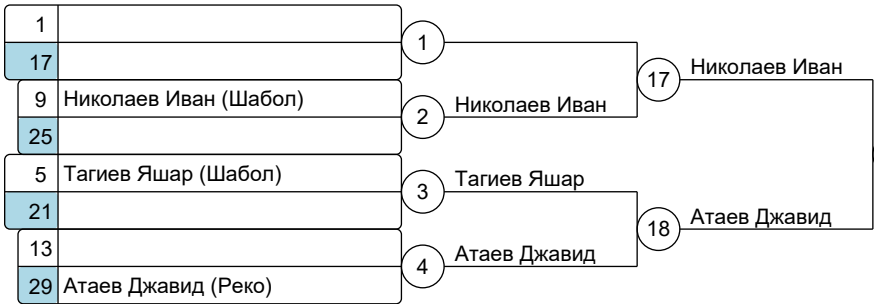 1
17
1
9 Николаев Иван (Шабол)
25
2 Николаев Иван
17 Николаев Иван
5 Тагиев Яшар (Шабол)
21
3 Тагиев Яшар
13
29 Атаев Джавид (Реко)
4 Атаев Джавид
18 Атаев Джавид